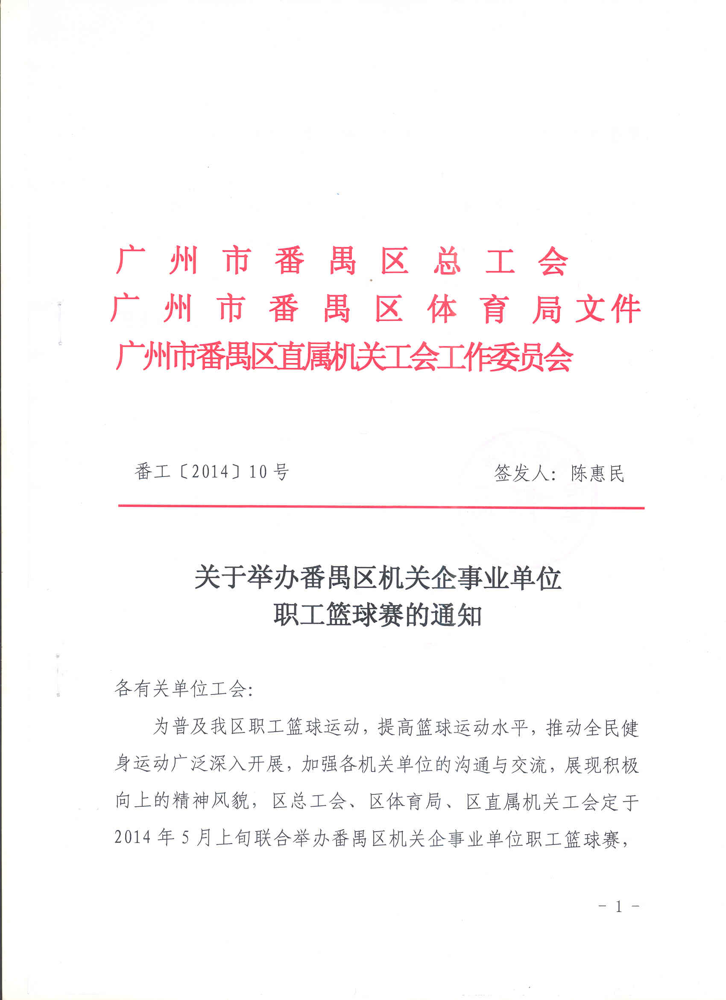 广州市番禺区总工会
广州市番禺区体育局文件
广州市番禺区直属机关工会工作委员会
番工〔2014〕10号 签发人：陈惠民
关于举办番禺区机关企事业单位
职工篮球赛的通知
各有关单位工会：
为普及我区职工篮球运动，提高篮球运动水平，推动全民健
身运动广泛深入开展，加强各机关单位的沟通与交流，展现积极
向上的精神风貌，区总工会、区体育局、区直属机关工会定于
2014年5月上旬联合举办番禺区机关企事业单位职工篮球赛，
- 1 -